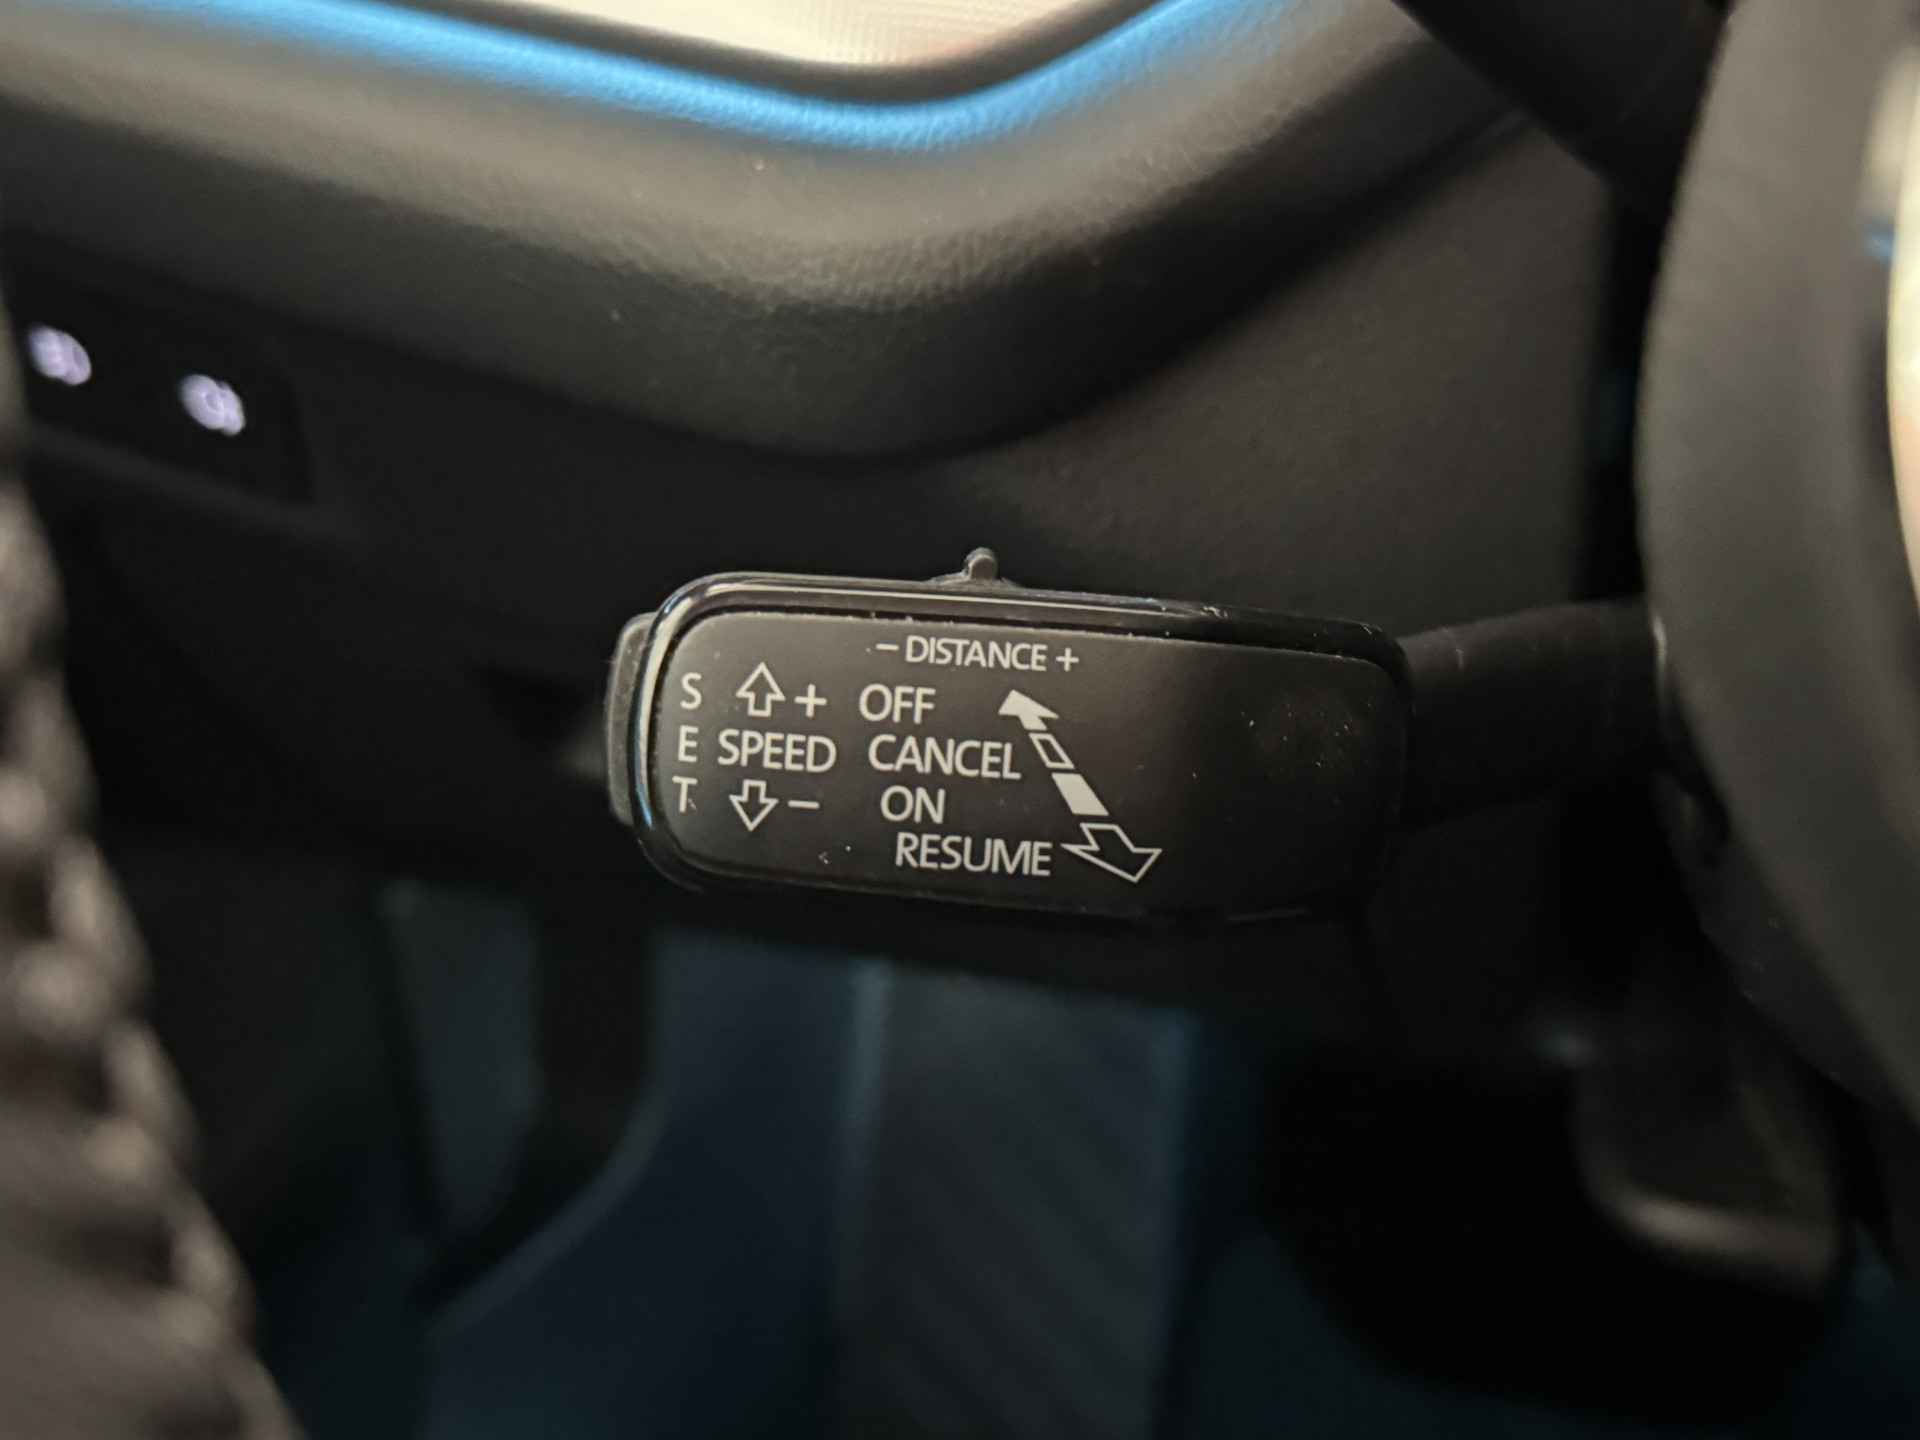 – DISTANCE +
S + OFF
E SPEED CANCEL
T – ON
RESUME